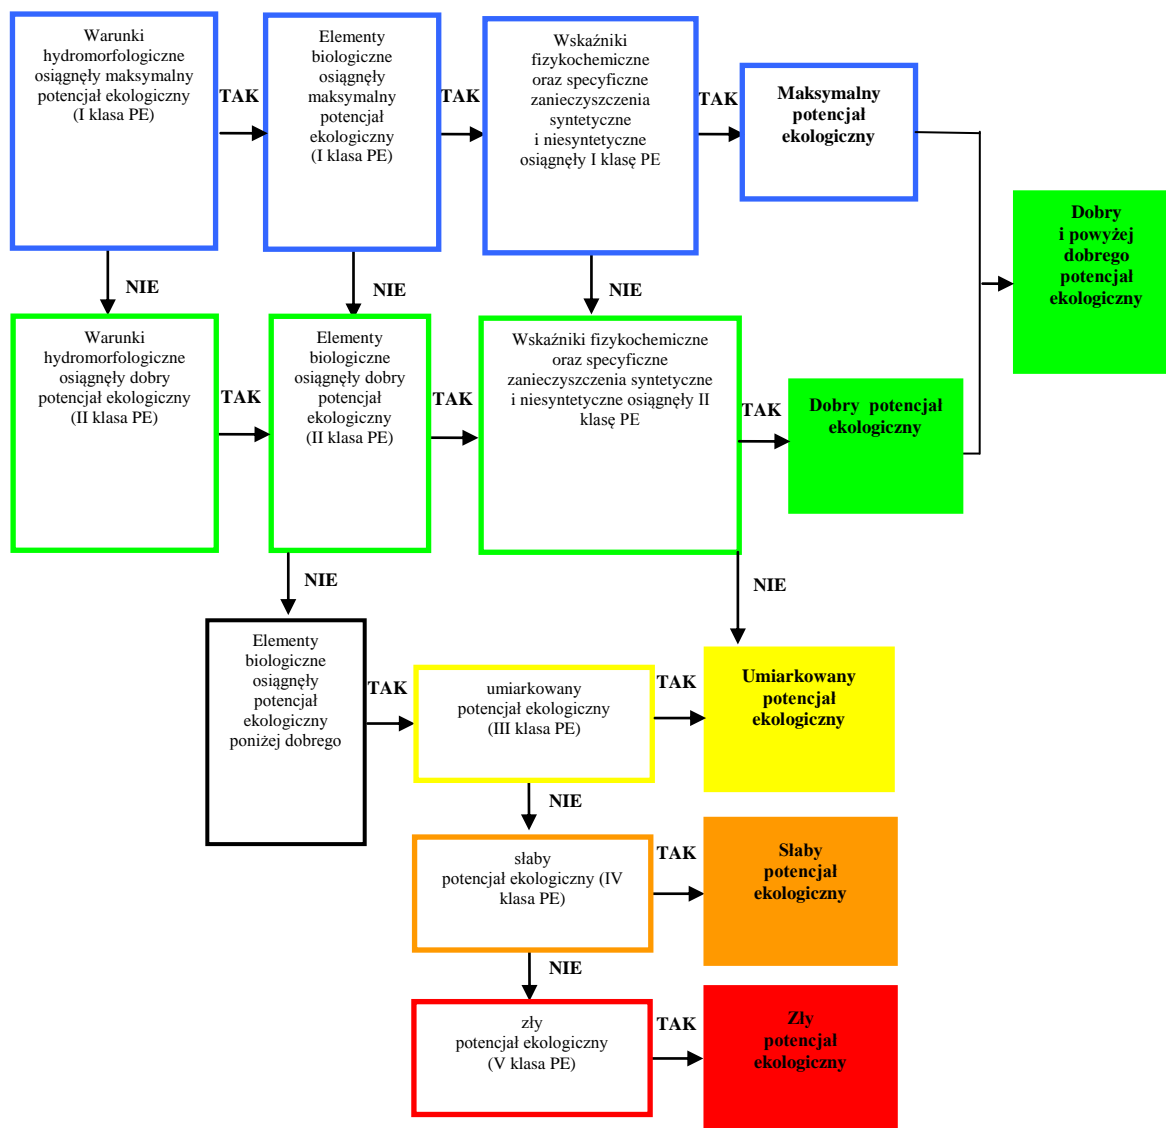 Warunki
hydromorfologiczne
osiągnęły maksymalny
potencjał ekologiczny
(I klasa PE)
TAK
Elementy
biologiczne
osiągnęły
maksymalny
potencjał
ekologiczny
(I klasa PE)
TAK
Wskaźniki
fizykochemiczne
oraz specyficzne
zanieczyszczenia
syntetyczne
i niesyntetyczne
osiągnęły I klasę PE
TAK
Maksymalny
potencjał
ekologiczny
Dobry
i powyżej
dobrego
potencjał
ekologiczny
NIE
NIE
NIE
Warunki
hydromorfologiczne
osiągnęły dobry
potencjał ekologiczny
(II klasa PE)
TAK
Elementy
biologiczne
osiągnęły dobry
potencjał
ekologiczny
(II klasa PE)
TAK
Wskaźniki fizykochemiczne
oraz specyficzne
zanieczyszczenia syntetyczne
i niesyntetyczne osiągnęły II
klasę PE
TAK
Dobry potencjał
ekologiczny
NIE
NIE
Elementy
biologiczne
osiągnęły
potencjał
ekologiczny
poniżej dobrego
TAK
umiarkowany
potencjał ekologiczny
(III klasa PE)
TAK
Umiarkowany
potencjał
ekologiczny
NIE
słaby
potencjał ekologiczny (IV
klasa PE)
TAK
Słaby
potencjał
ekologiczny
NIE
zły
potencjał ekologiczny
(V klasa PE)
TAK
Zły
potencjał
ekologiczny